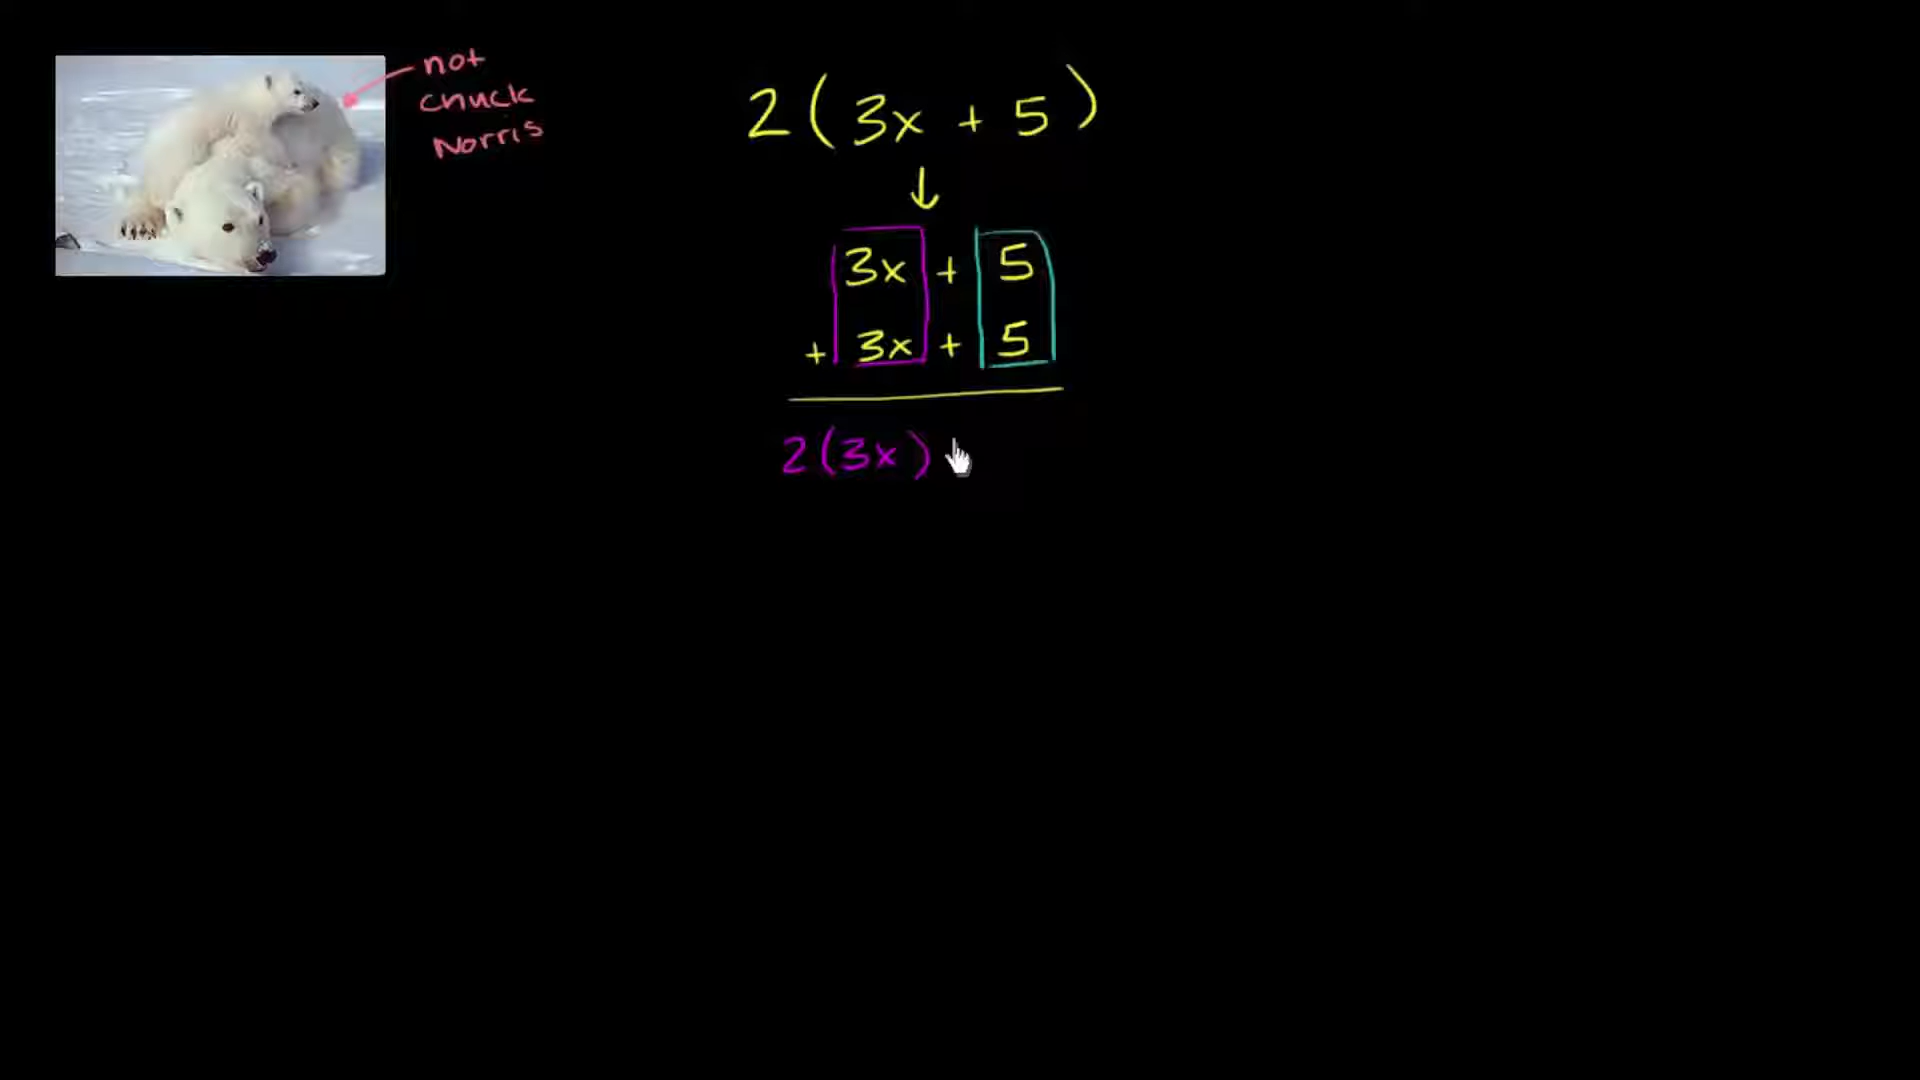 not
chuck
Norris
2(3x + 5)
↓
3x + 5
+ 3x + 5
2(3x)